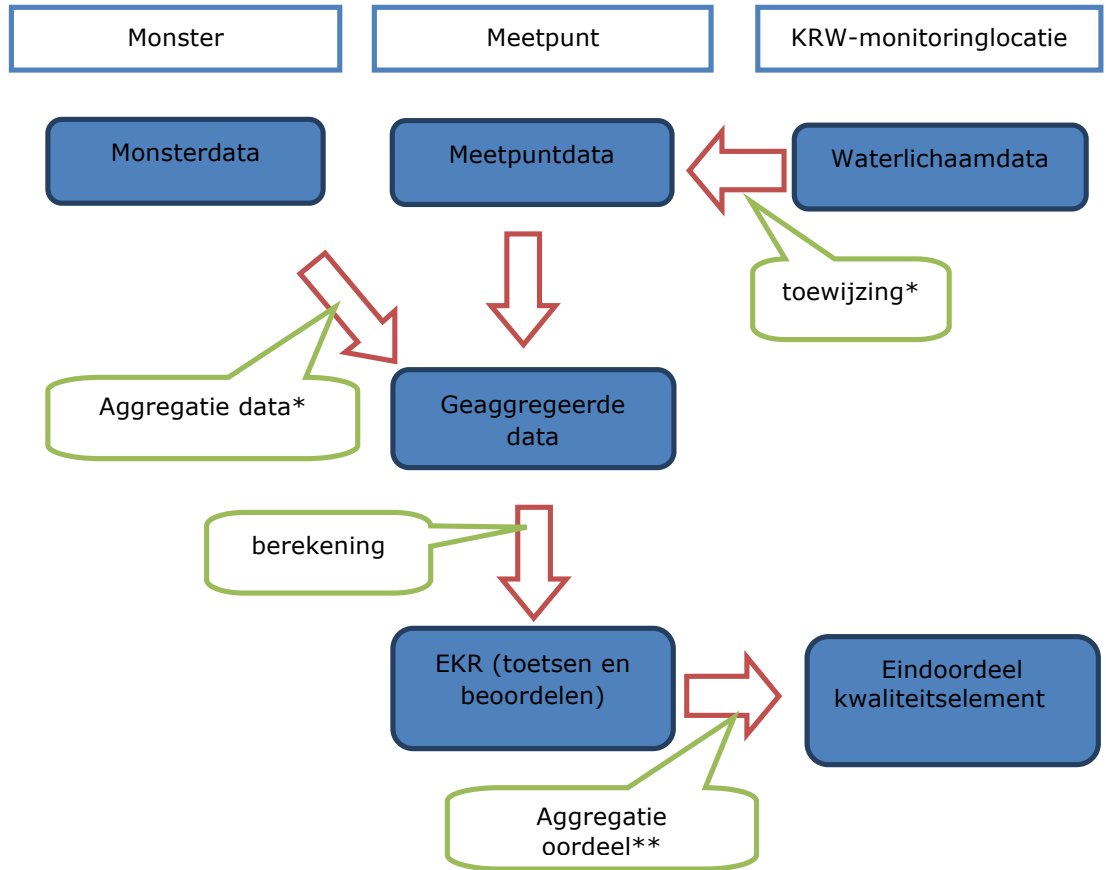 Monster
Meetpunt
KRW-monitoringlocatie
Monsterdata
Meetpuntdata
Waterlichaamdata
toewijzing*
Aggregatie data*
Geaggregeerde
data
berekening
EKR (toetsen en
beoordelen)
Eindoordeel
kwaliteitselement
Aggregatie
oordeel**